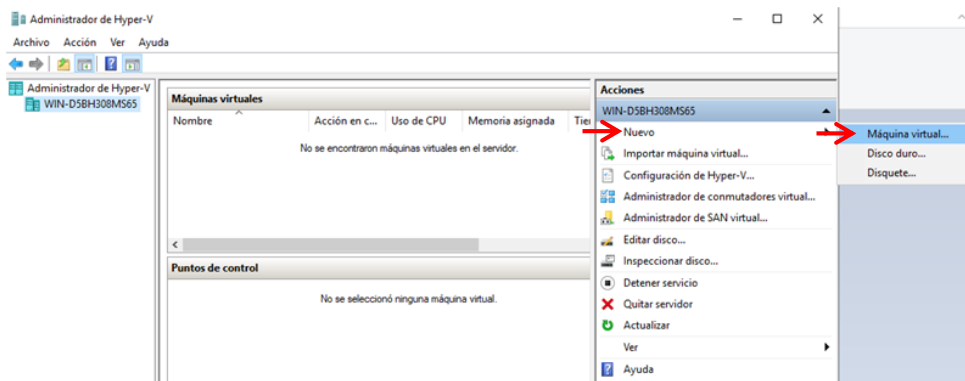 Administrador de Hyper-V
Archivo Acción Ver Ayuda
Administrador de Hyper-V
WIN-D5BH308MS65
Máquinas virtuales
Nombre Acción en c... Uso de CPU Memoria asignada Tie
No se encontraron máquinas virtuales en el servidor.
Puntos de control
No se seleccionó ninguna máquina virtual.
Acciones
WIN-D5BH308MS65
Nuevo
Importar máquina virtual...
Configuración de Hyper-V...
Administrador de conmutadores virtual...
Administrador de SAN virtual...
Editar disco...
Inspeccionar disco...
Detener servicio
Quitar servidor
Actualizar
Ver
Ayuda
Máquina virtual...
Disco duro...
Disquete...